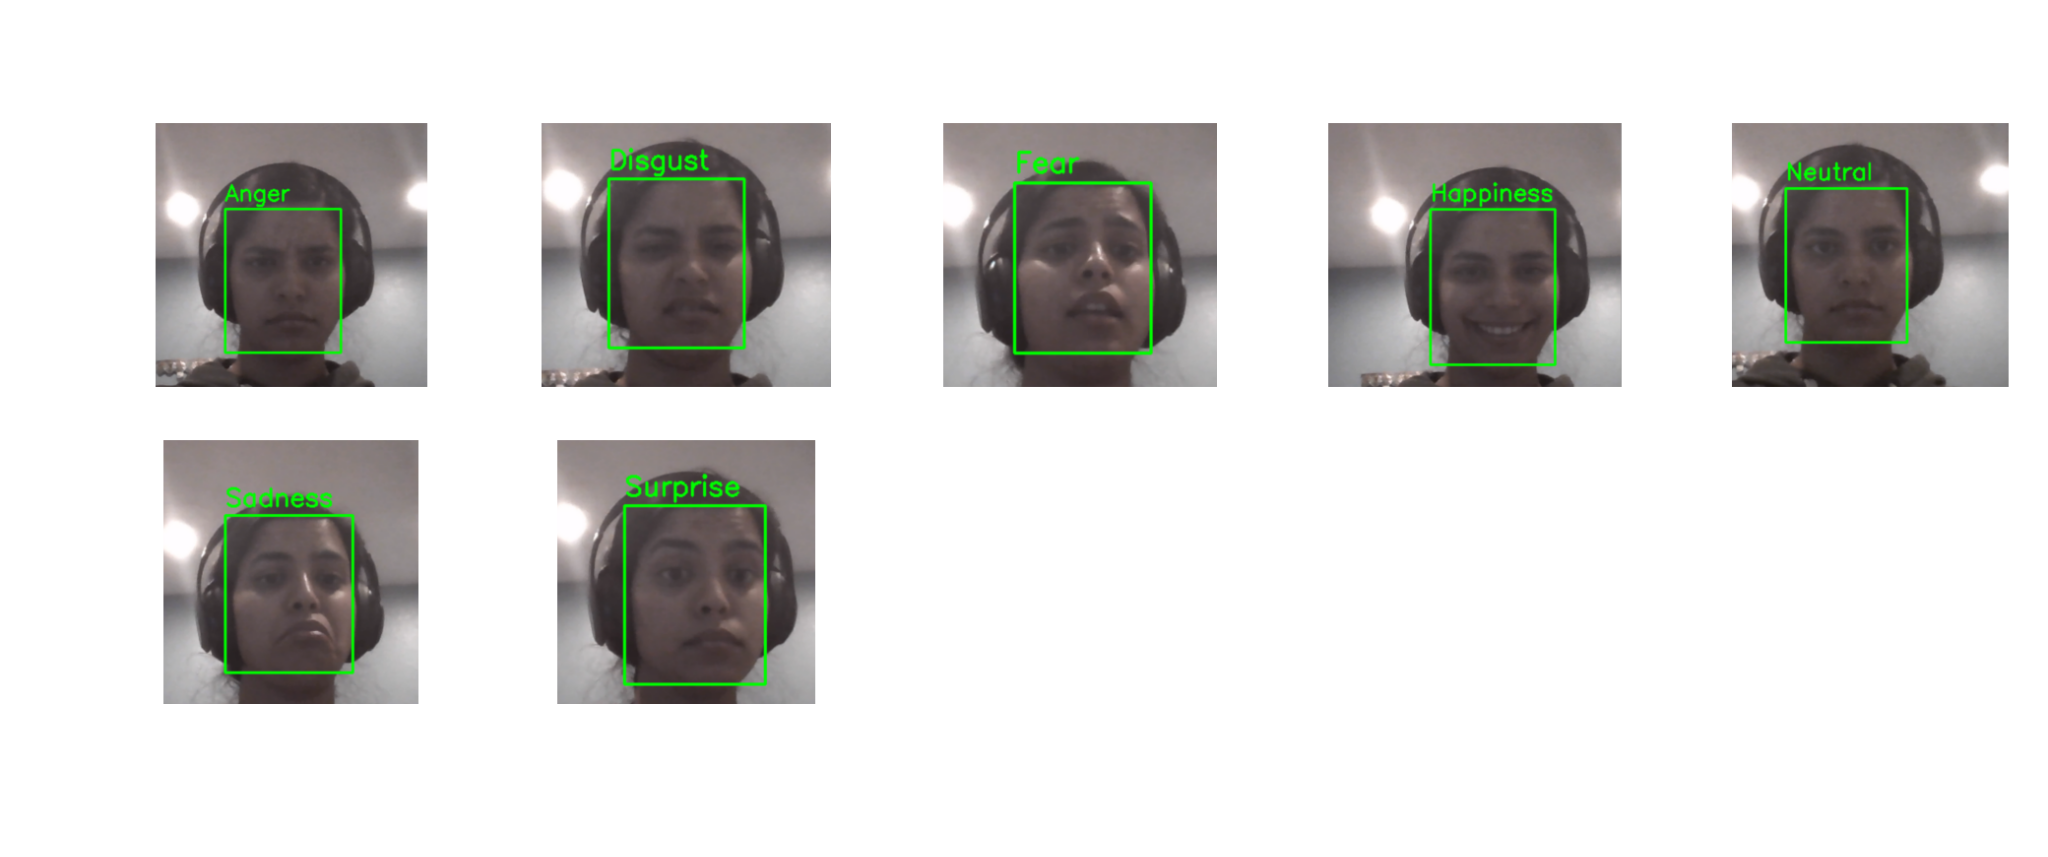 Anger
Disgust
Fear
Happiness
Neutral
Sadness
Surprise